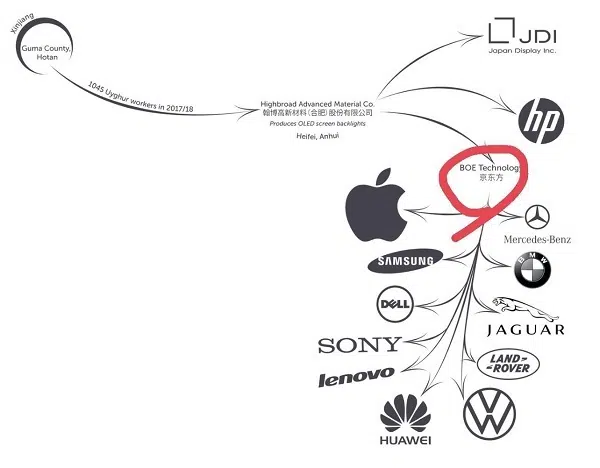 Xinjiang
Guma County,
Hotan
1045 Uyghur workers in 2017/18
Highbroad Advanced Material Co.
翰博高新材料(合肥)股份有限公司
Produces OLED screen backlights
Heifei, Anhui
JDI
Japan Display Inc.
hp
BOE Technology
京东方
Mercedes-Benz
SAMSUNG
BMW
DELL
JAGUAR
SONY
LAND-
ROVER
lenovo
HUAWEI
VW